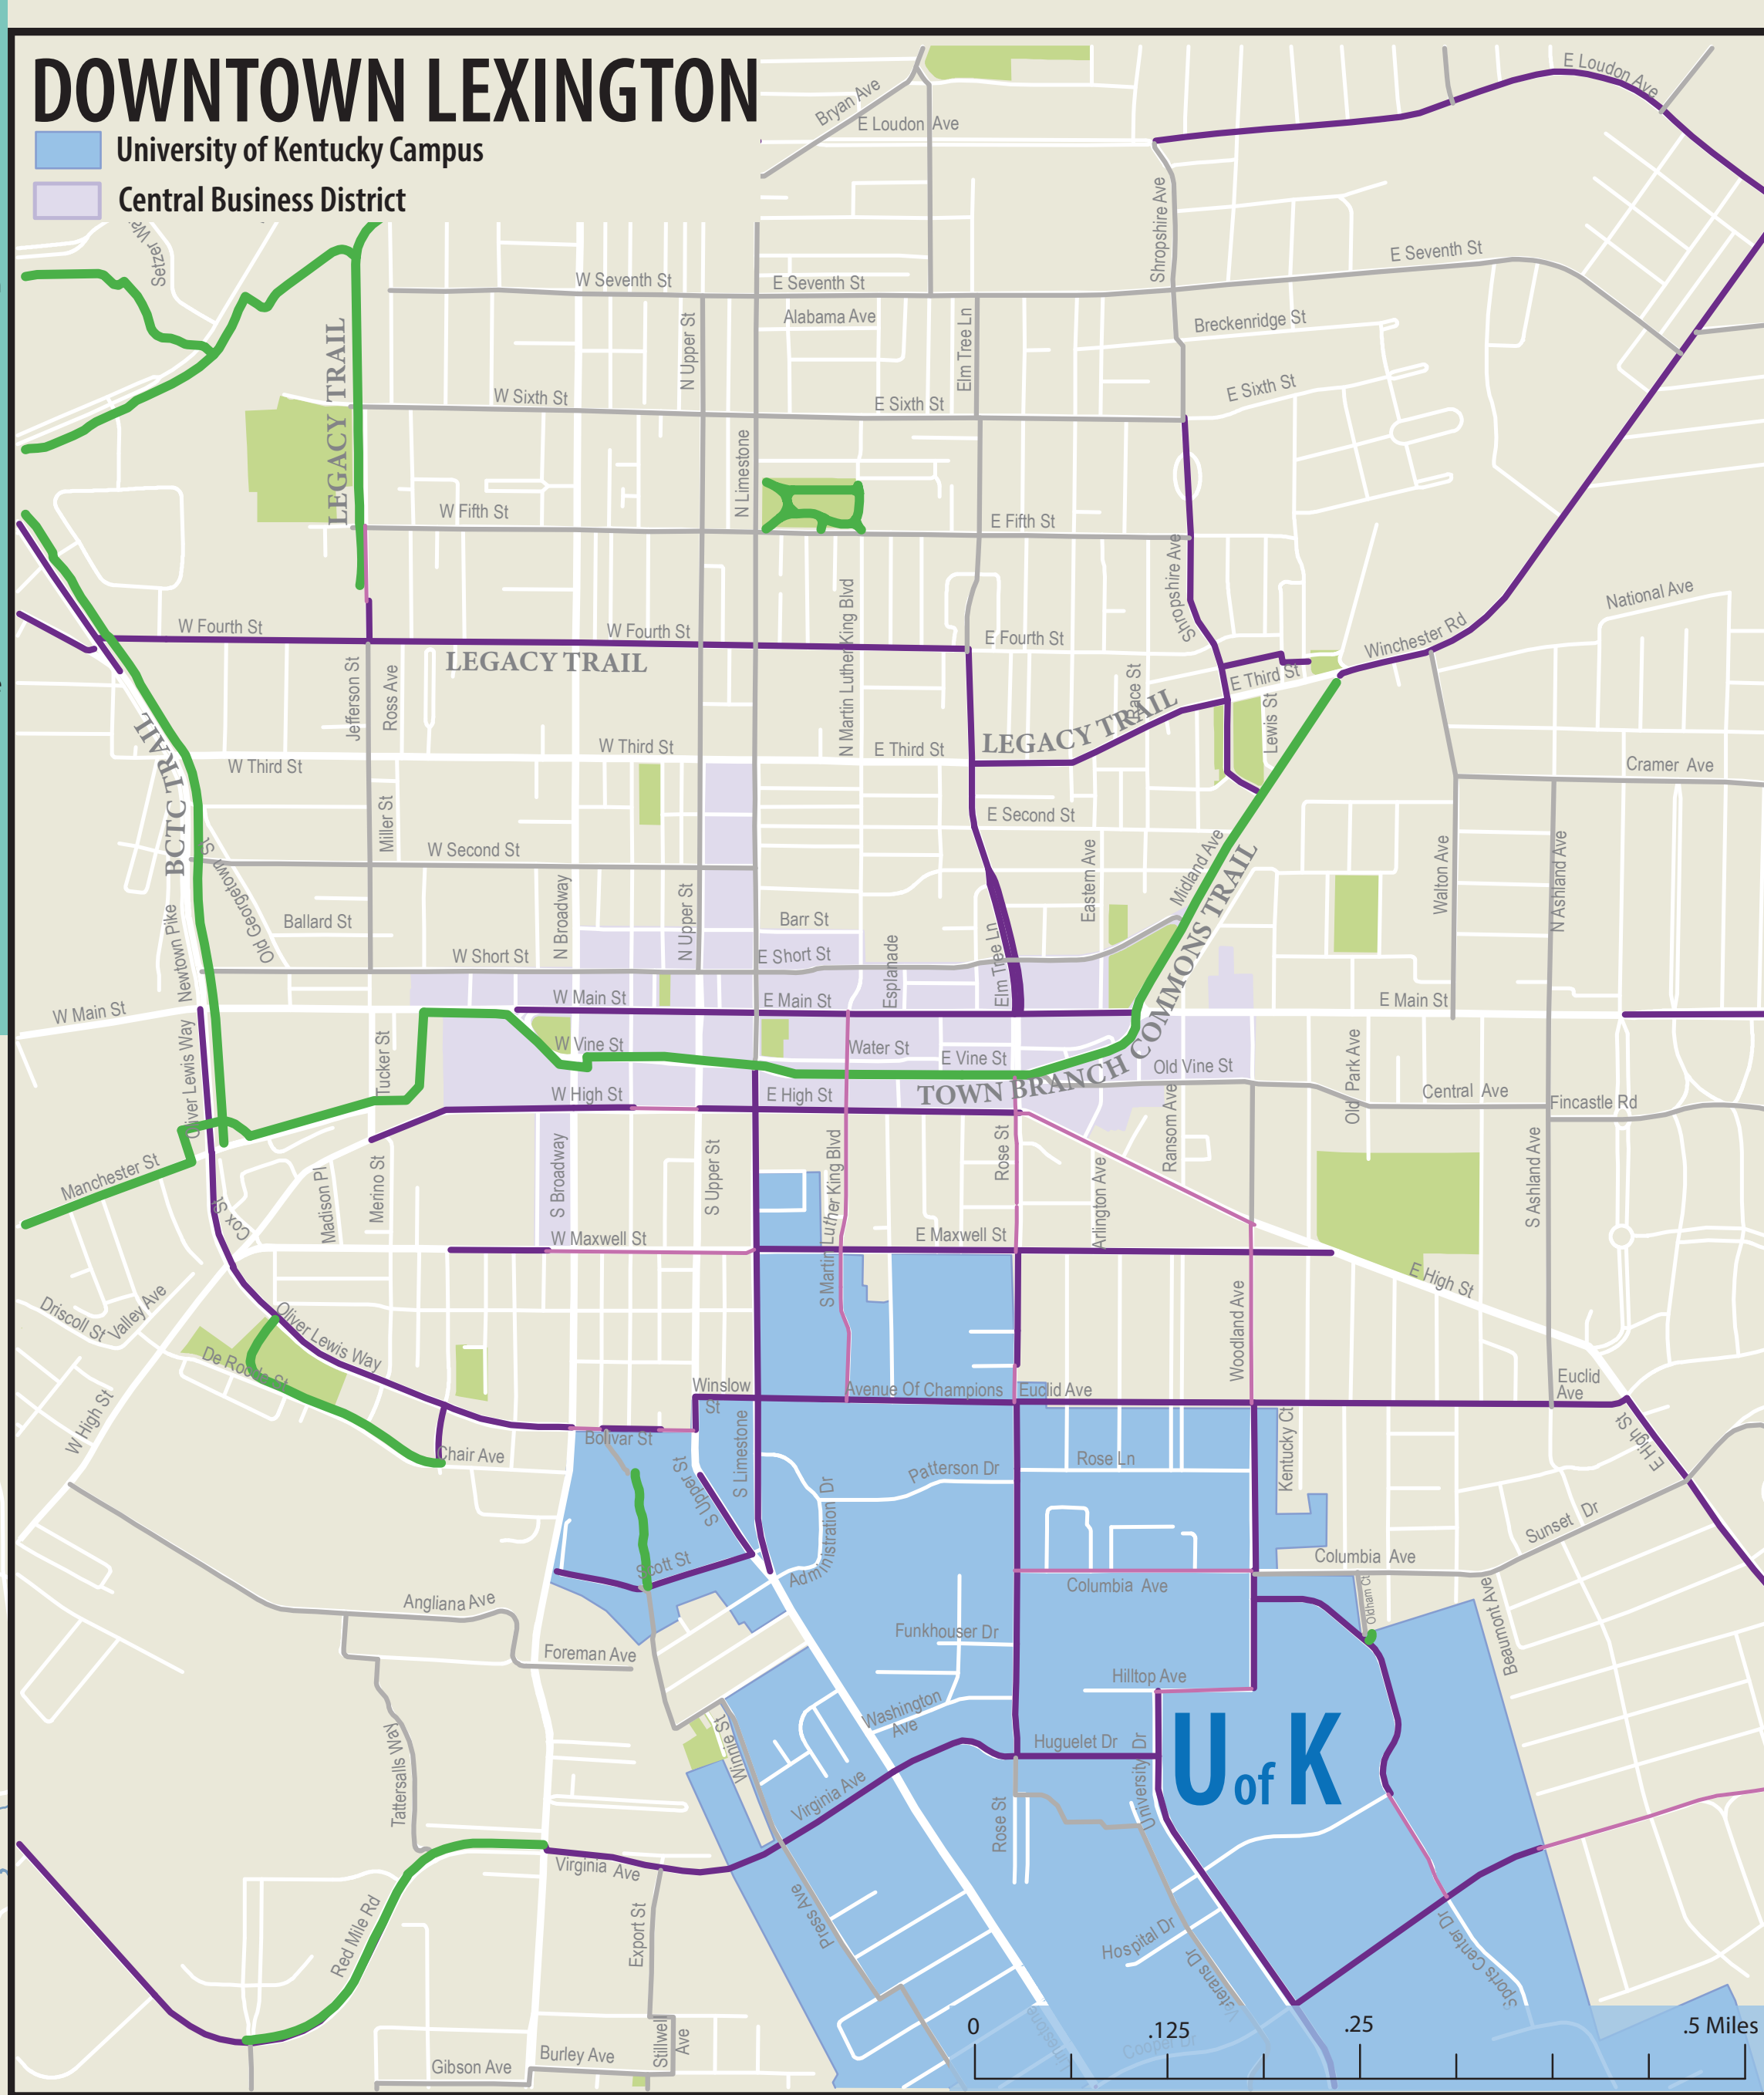 DOWNTOWN LEXINGTON
University of Kentucky Campus
Central Business District
Bryan Ave
E Loudon Ave
E Loudon Ave
Setzer
Shropshire Ave
W Seventh St
E Seventh St
E Seventh St
Alabama Ave
Breckenridge St
N Upper St
Elm Tree Ln
LEGACY TRAIL
W Sixth St
E Sixth St
E Sixth St
N Limestone
W Fifth St
E Fifth St
Shropshire Ave
National Ave
W Fourth St
W Fourth St
E Fourth St
Winchester Rd
LEGACY TRAIL
N Martin Luther King Blvd
Jefferson St
Ross Ave
Race St
E Third St
Lewis St
LEGACY TRAIL
BCTC TRAIL
W Third St
W Third St
E Third St
Cramer Ave
Miller St
E Second St
W Second St
Old Georgetown St
Midland Ave
Eastern Ave
Walton Ave
N Ashland Ave
Newtown Pike
Ballard St
N Broadway
N Upper St
Barr St
Esplanade
Elm Tree Ln
W Short St
E Short St
W Main St
W Main St
E Main St
E Main St
TOWN BRANCH COMMONS TRAIL
Oliver Lewis Way
Tucker St
W Vine St
Water St
E Vine St
Old Vine St
Old Park Ave
W High St
E High St
Central Ave
Fincastle Rd
Manchester St
Cox St
Madison Pl
Merino St
S Broadway
S Upper St
S Martin Luther King Blvd
Rose St
Arlington Ave
Ransom Ave
S Ashland Ave
W Maxwell St
E Maxwell St
E High St
Driscoll St
Valley Ave
Oliver Lewis Way
De Roode St
Woodland Ave
W High St
Winslow
St
Avenue Of Champions
Euclid Ave
Euclid
Ave
E High St
Bolivar St
Chair Ave
S Upper St
S Limestone
Administration Dr
Patterson Dr
Rose Ln
Kentucky Ct
Sunset Dr
Scott St
Columbia Ave
Columbia Ave
Angliana Ave
Oldham Ct
Beaumont Ave
Foreman Ave
Funkhouser Dr
Hilltop Ave
Washington
Ave
Winnie St
Tattersalls Way
Huguelet Dr
University Dr
U of K
Virginia Ave
Virginia Ave
Rose St
Red Mile Rd
Export St
Press Ave
Hospital Dr
Veterans Dr
Sports Center Dr
Limestone
Cooper Dr
Stillwell
Ave
Gibson Ave
Burley Ave
0
.125
.25
.5 Miles